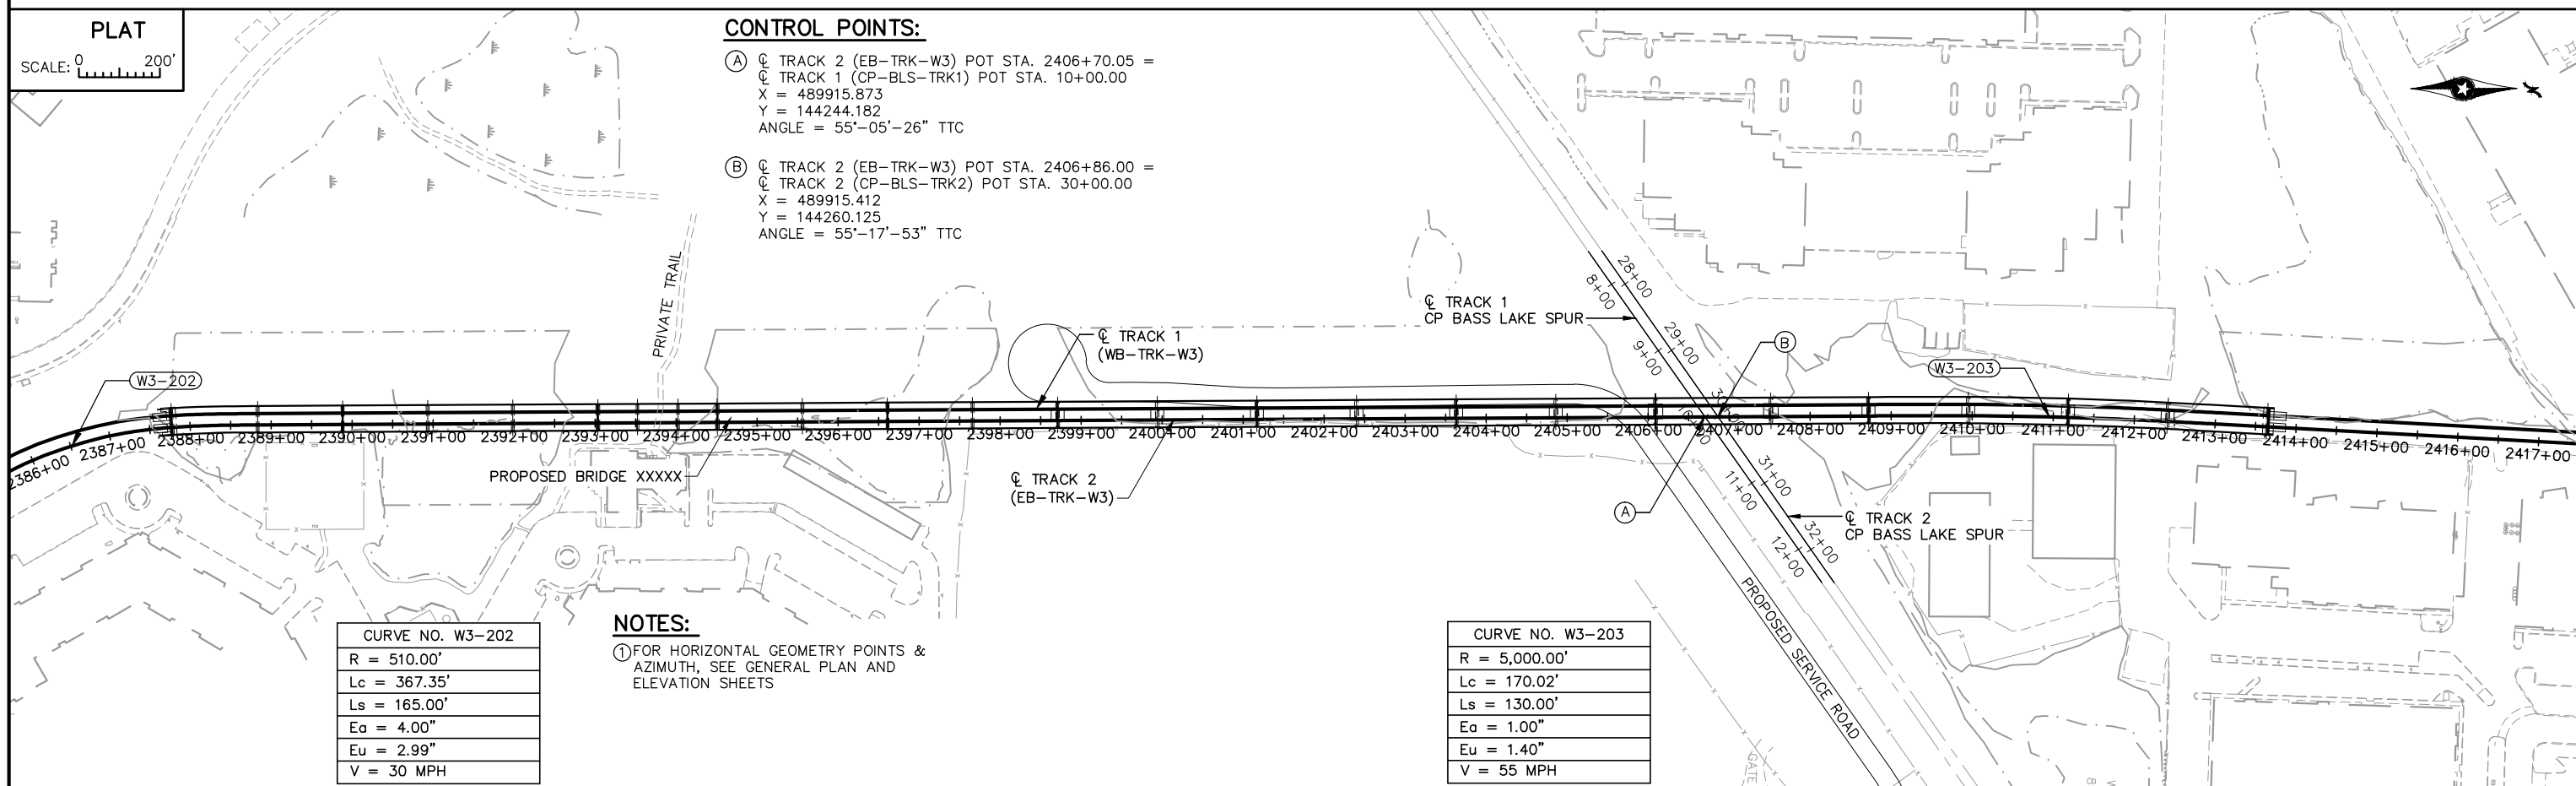 PLAT
SCALE: 0 200'
CONTROL POINTS:
A ℄ TRACK 2 (EB-TRK-W3) POT STA. 2406+70.05 =
℄ TRACK 1 (CP-BLS-TRK1) POT STA. 10+00.00
X = 489915.873
Y = 144244.182
ANGLE = 55°-05'-26" TTC
B ℄ TRACK 2 (EB-TRK-W3) POT STA. 2406+86.00 =
℄ TRACK 2 (CP-BLS-TRK2) POT STA. 30+00.00
X = 489915.412
Y = 144260.125
ANGLE = 55°-17'-53" TTC
PRIVATE TRAIL
℄ TRACK 1
CP BASS LAKE SPUR
28+00
8+00
29+00
9+00
℄ TRACK 1
(WB-TRK-W3)
B
W3-202
W3-203
2386+00
2387+00
2388+00
2389+00
2390+00
2391+00
2392+00
2393+00
2394+00
2395+00
2396+00
2397+00
2398+00
2399+00
2400+00
2401+00
2402+00
2403+00
2404+00
2405+00
2406+00
2407+00
2408+00
2409+00
2410+00
2411+00
2412+00
2413+00
2414+00
2415+00
2416+00
2417+00
PROPOSED BRIDGE XXXXX
℄ TRACK 2
(EB-TRK-W3)
A
31+00
11+00
32+00
12+00
℄ TRACK 2
CP BASS LAKE SPUR
PROPOSED SERVICE ROAD
GATE
CURVE NO. W3-202
R = 510.00'
Lc = 367.35'
Ls = 165.00'
Ea = 4.00"
Eu = 2.99"
V = 30 MPH
NOTES:
1 FOR HORIZONTAL GEOMETRY POINTS &
AZIMUTH, SEE GENERAL PLAN AND
ELEVATION SHEETS
CURVE NO. W3-203
R = 5,000.00'
Lc = 170.02'
Ls = 130.00'
Ea = 1.00"
Eu = 1.40"
V = 55 MPH